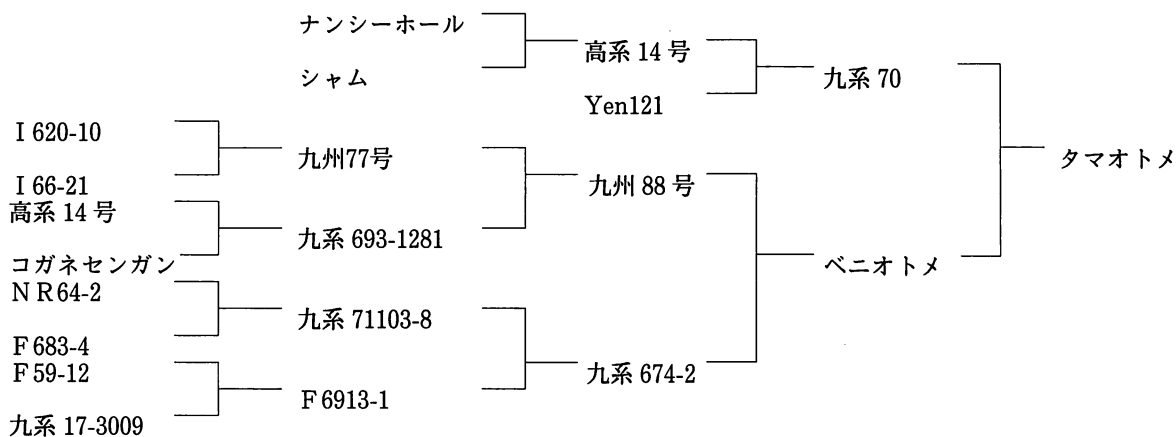 ナンシーホール
シャム
高系 14 号
Yen121
九系 70
タマオトメ
I 620-10
I 66-21
九州77号
高系 14 号
コガネセンガン
九系 693-1281
九州 88 号
ベニオトメ
N R 64-2
F 683-4
九系 71103-8
F 59-12
九系 17-3009
F 6913-1
九系 674-2